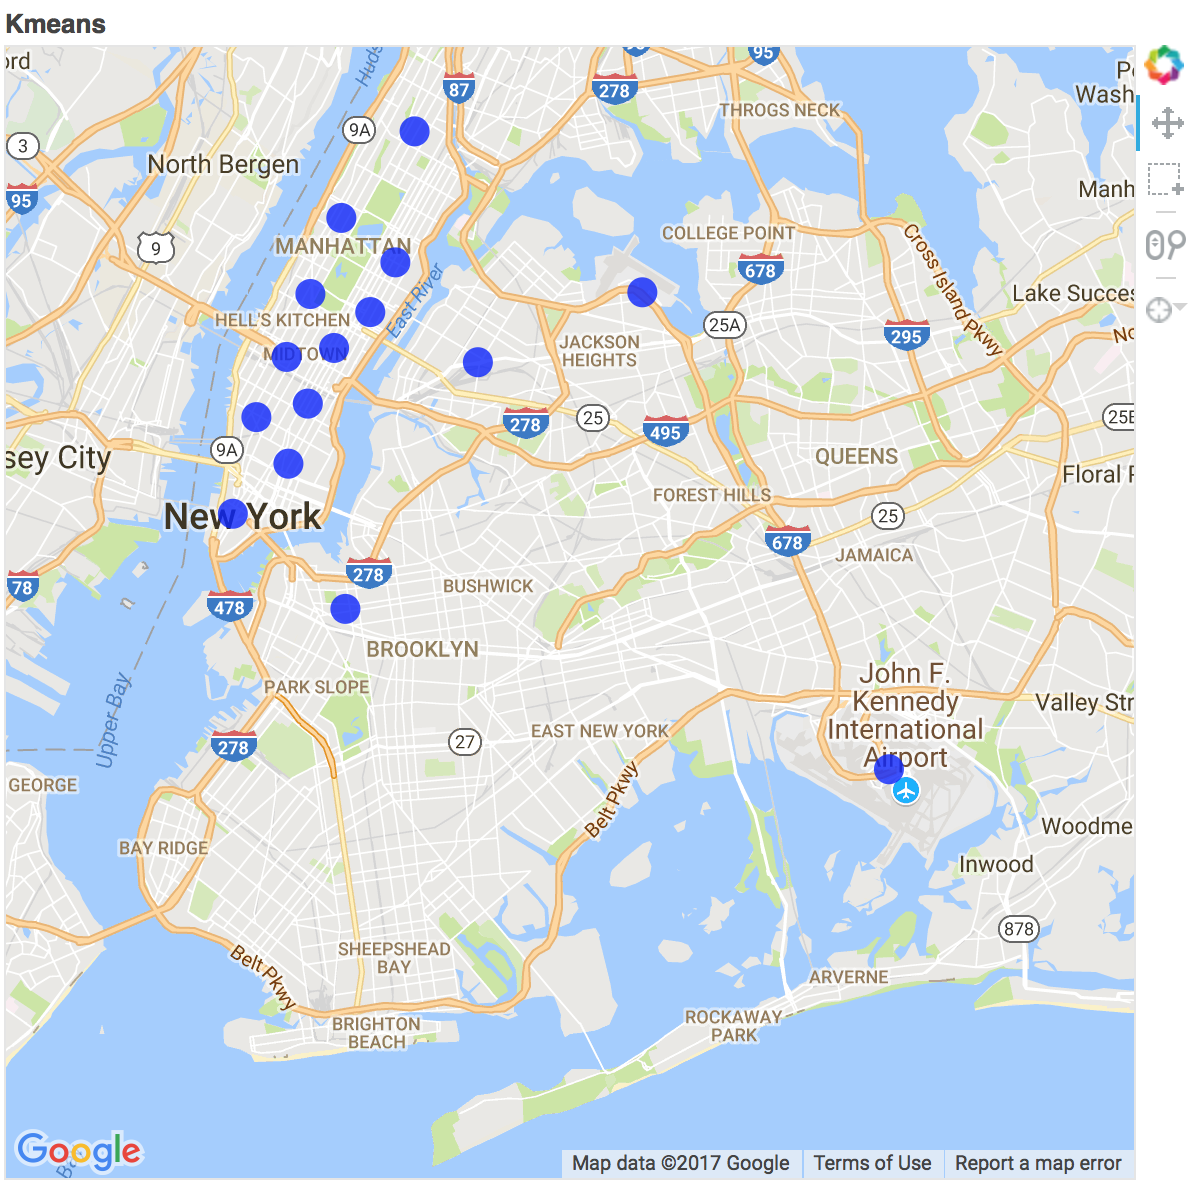 Kmeans
ord
Huds
95
87
278
P
Wash
THROGS NECK
9A
3
North Bergen
Manh
95
COLLEGE POINT
MANHATTAN
9
Cross Island Pkwy
678
East River
Lake Succes
HELL'S KITCHEN
25A
295
No
JACKSON
HEIGHTS
MIDTOWN
25
25B
278
495
9A
sey City
QUEENS
Floral P
FOREST HILLS
New York
25
678
JAMAICA
278
78
BUSHWICK
478
BROOKLYN
John F.
Kennedy
International
Airport
PARK SLOPE
Upper Bay
Valley Str
EAST NEW YORK
27
278
GEORGE
Belt Pkwy
Woodme
BAY RIDGE
Inwood
878
SHEEPSHEAD
BAY
Belt Pkwy
ARVERNE
ROCKAWAY
PARK
BRIGHTON
BEACH
Google
Map data ©2017 Google
Terms of Use
Report a map error